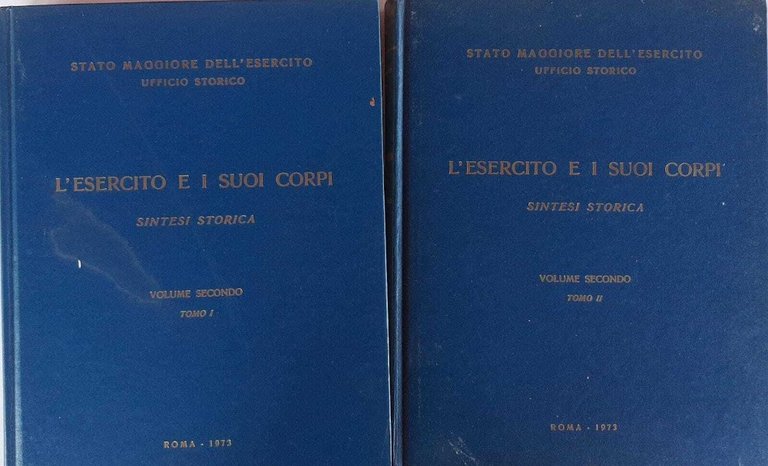 STATO MAGGIORE DELL'ESERCITO
UFFICIO STORICO
L'ESERCITO E I SUOI CORPI
SINTESI STORICA
VOLUME SECONDO
TOMO I
ROMA - 1973
STATO MAGGIORE DELL'ESERCITO
UFFICIO STORICO
L'ESERCITO E I SUOI CORPI
SINTESI STORICA
VOLUME SECONDO
TOMO II
ROMA - 1973